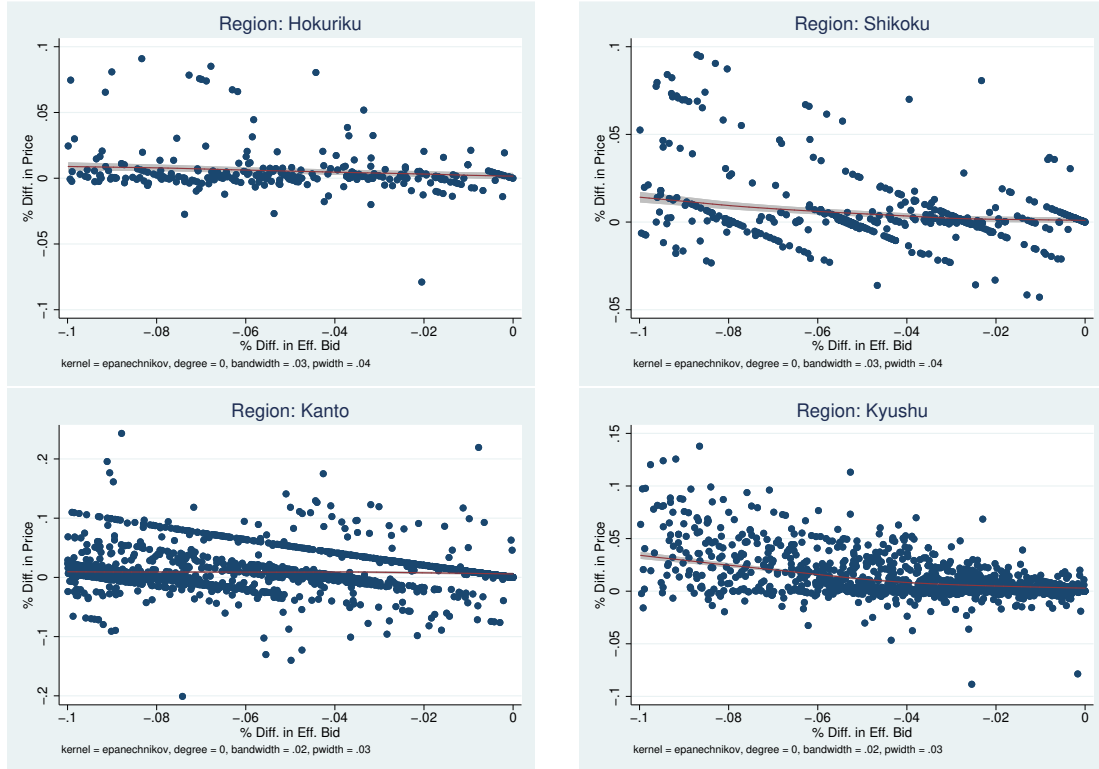 Region: Hokuriku
% Diff. in Price
.1
.05
0
−.05
−.1
−.1 −.08 −.06 −.04 −.02 0
% Diff. in Eff. Bid
kernel = epanechnikov, degree = 0, bandwidth = .03, pwidth = .04
Region: Shikoku
% Diff. in Price
.1
.05
0
−.05
−.1 −.08 −.06 −.04 −.02 0
% Diff. in Eff. Bid
kernel = epanechnikov, degree = 0, bandwidth = .03, pwidth = .04
Region: Kanto
% Diff. in Price
.2
.1
0
−.1
−.2
−.1 −.08 −.06 −.04 −.02 0
% Diff. in Eff. Bid
kernel = epanechnikov, degree = 0, bandwidth = .02, pwidth = .03
Region: Kyushu
% Diff. in Price
.15
.1
.05
0
−.05
−.1
−.1 −.08 −.06 −.04 −.02 0
% Diff. in Eff. Bid
kernel = epanechnikov, degree = 0, bandwidth = .02, pwidth = .03